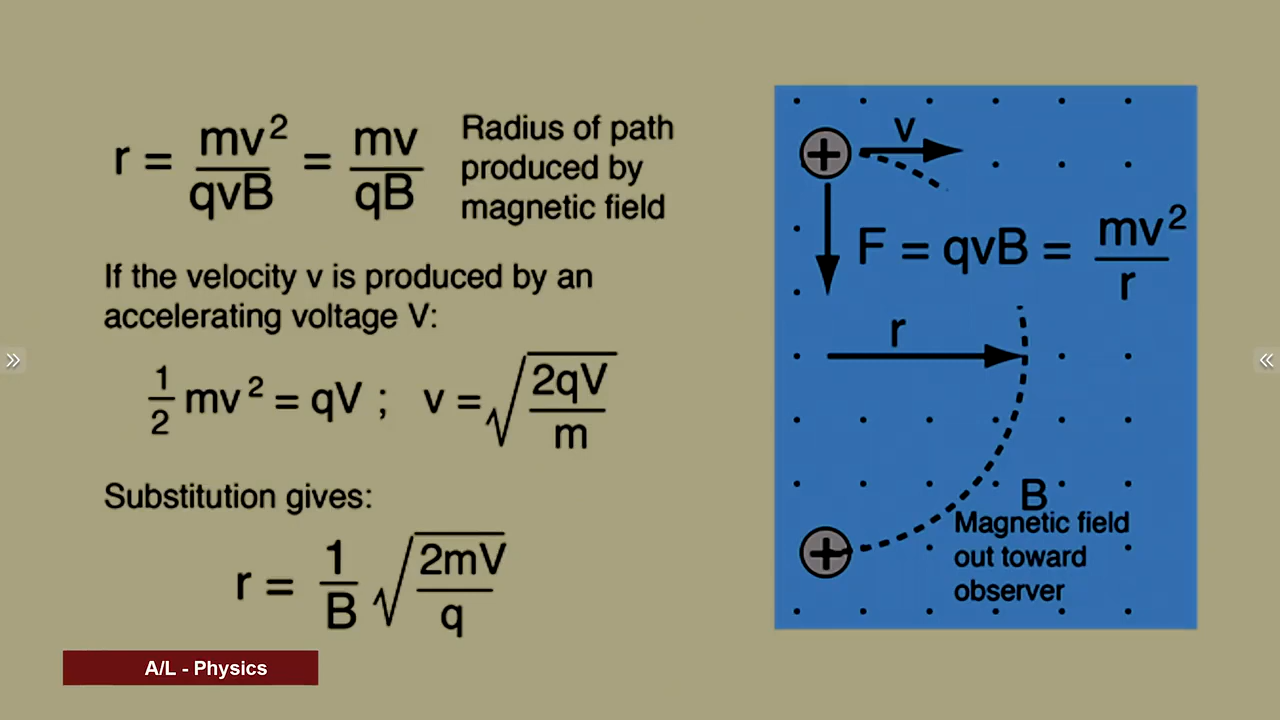 r = mv²/qvB = mv/qB
Radius of path
produced by
magnetic field
If the velocity v is produced by an
accelerating voltage V:
1/2 mv² = qV ; v = √(2qV/m)
Substitution gives:
r = 1/B √(2mV/q)
A/L - Physics
+
v
F = qvB = mv²/r
r
B
Magnetic field
out toward
observer
+